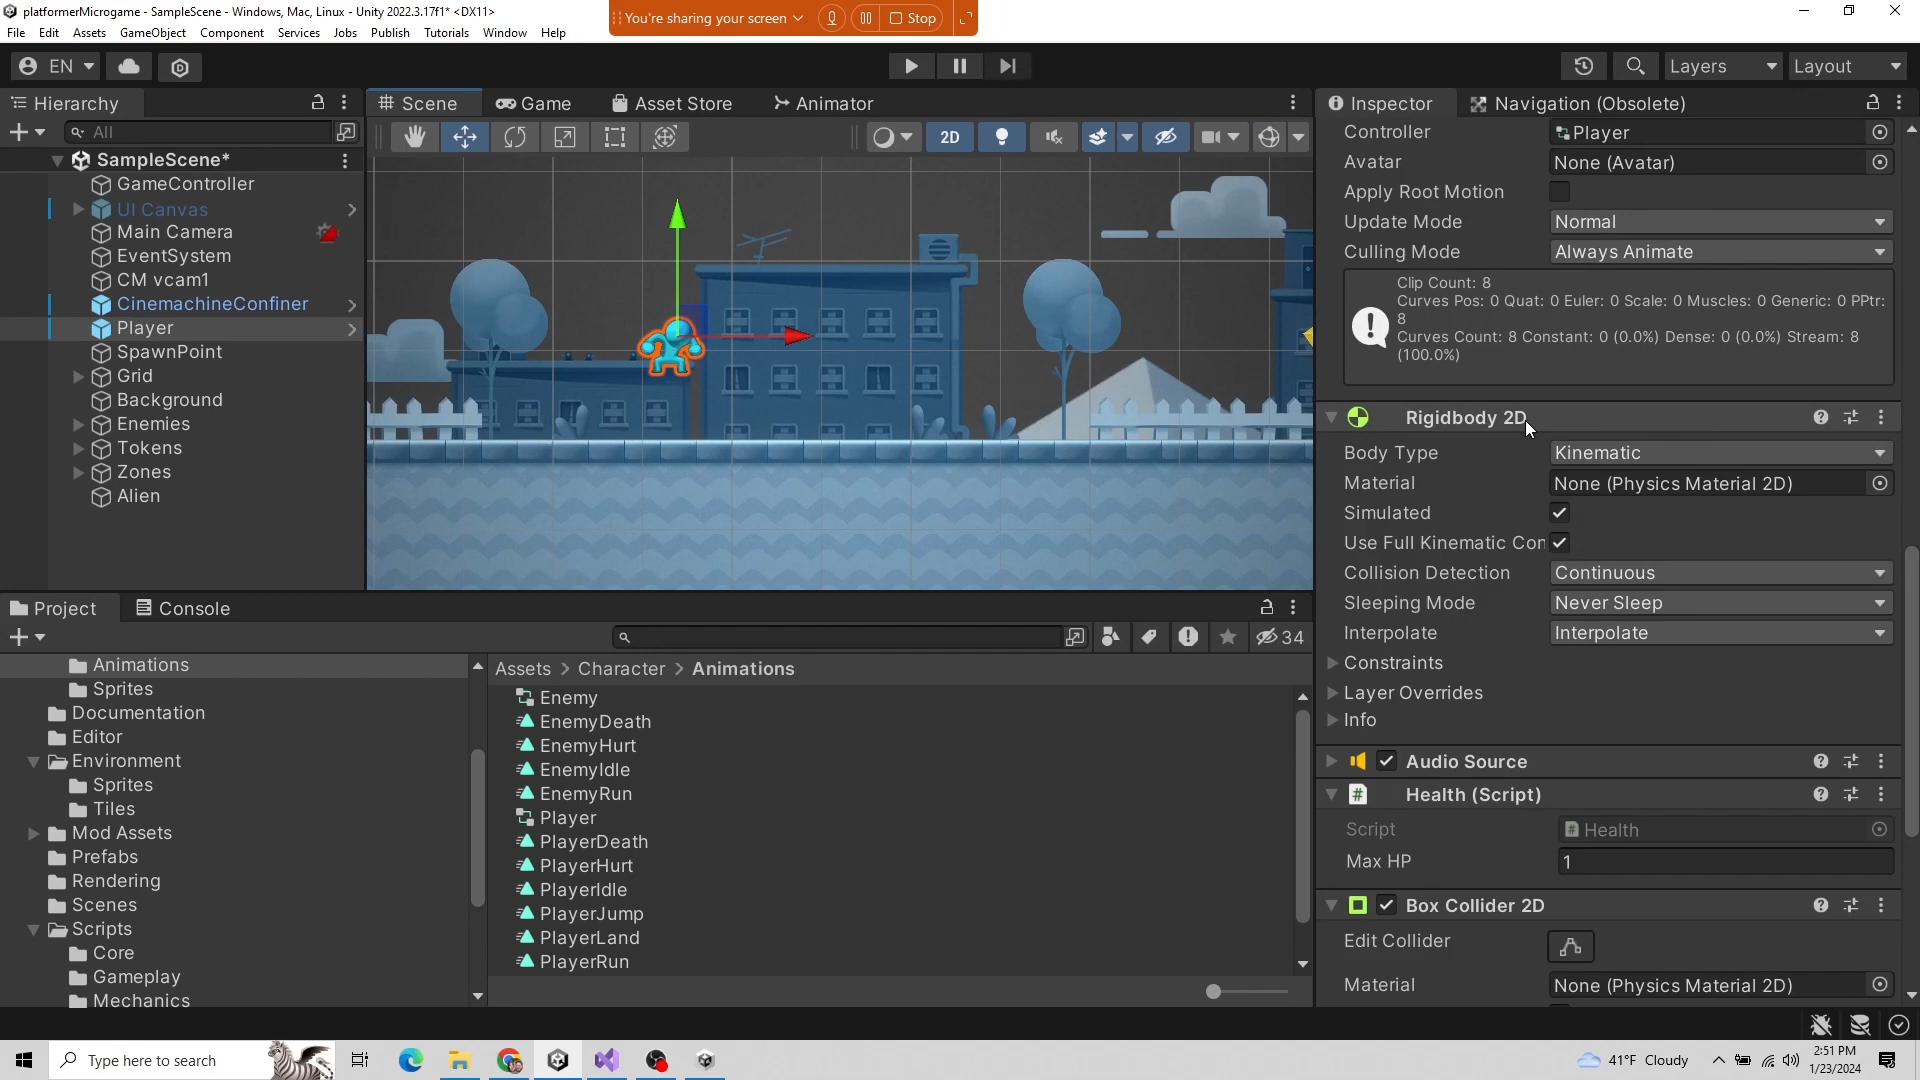 platformerMicrogame - SampleScene - Windows, Mac, Linux - Unity 2022.3.17f1* <DX11>
You're sharing your screen
Stop
File Edit Assets GameObject Component Services Jobs Publish Tutorials Window Help
EN
Layers
Layout
Hierarchy
All
SampleScene*
GameController
UI Canvas
Main Camera
EventSystem
CM vcam1
CinemachineConfiner
Player
SpawnPoint
Grid
Background
Enemies
Tokens
Zones
Alien
Scene Game Asset Store Animator
2D
Inspector Navigation (Obsolete)
Controller Player
Avatar None (Avatar)
Apply Root Motion
Update Mode Normal
Culling Mode Always Animate
Clip Count: 8
Curves Pos: 0 Quat: 0 Euler: 0 Scale: 0 Muscles: 0 Generic: 0 PPtr:
8
Curves Count: 8 Constant: 0 (0.0%) Dense: 0 (0.0%) Stream: 8
(100.0%)
Rigidbody 2D
Body Type Kinematic
Material None (Physics Material 2D)
Simulated
Use Full Kinematic Con
Collision Detection Continuous
Sleeping Mode Never Sleep
Interpolate Interpolate
Constraints
Layer Overrides
Info
Audio Source
Health (Script)
Script Health
Max HP 1
Box Collider 2D
Edit Collider
Material None (Physics Material 2D)
Project Console
34
Animations
Sprites
Documentation
Editor
Environment
Sprites
Tiles
Mod Assets
Prefabs
Rendering
Scenes
Scripts
Core
Gameplay
Mechanics
Assets > Character > Animations
Enemy
EnemyDeath
EnemyHurt
EnemyIdle
EnemyRun
Player
PlayerDeath
PlayerHurt
PlayerIdle
PlayerJump
PlayerLand
PlayerRun
Type here to search
41°F Cloudy
2:51 PM
1/23/2024